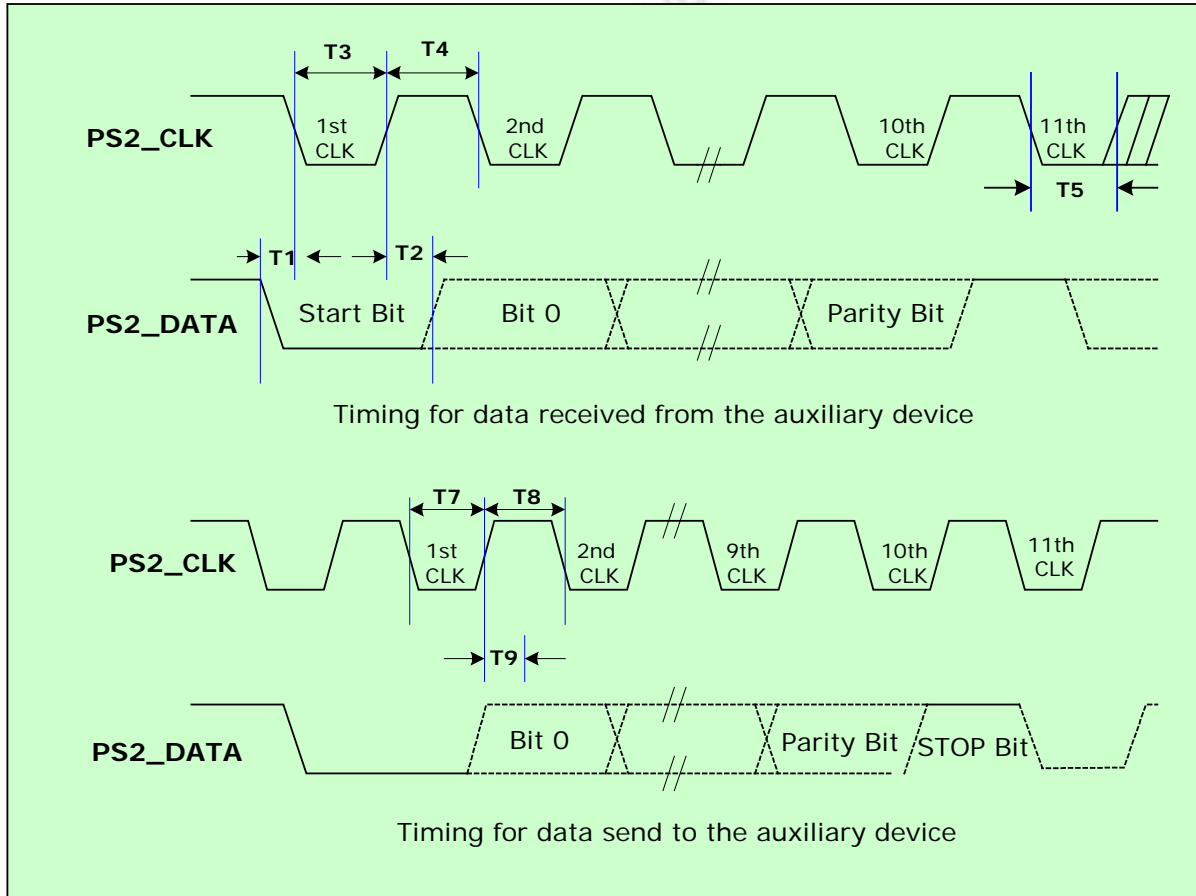 T3 T4
PS2_CLK
1st
CLK
2nd
CLK
10th
CLK
11th
CLK
T5
T1 T2
PS2_DATA
Start Bit
Bit 0
Parity Bit
Timing for data received from the auxiliary device
T7 T8
PS2_CLK
1st
CLK
2nd
CLK
9th
CLK
10th
CLK
11th
CLK
T9
PS2_DATA
Bit 0
Parity Bit
STOP Bit
Timing for data send to the auxiliary device